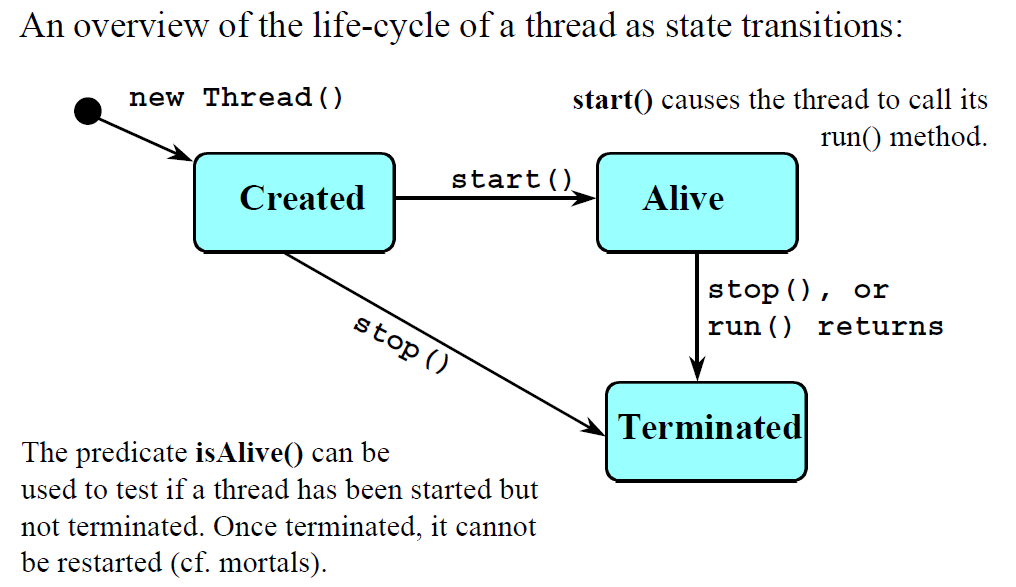 An overview of the life-cycle of a thread as state transitions:
new Thread()
start() causes the thread to call its
run() method.
Created
start()
Alive
stop(), or
run() returns
stop()
Terminated
The predicate isAlive() can be
used to test if a thread has been started but
not terminated. Once terminated, it cannot
be restarted (cf. mortals).